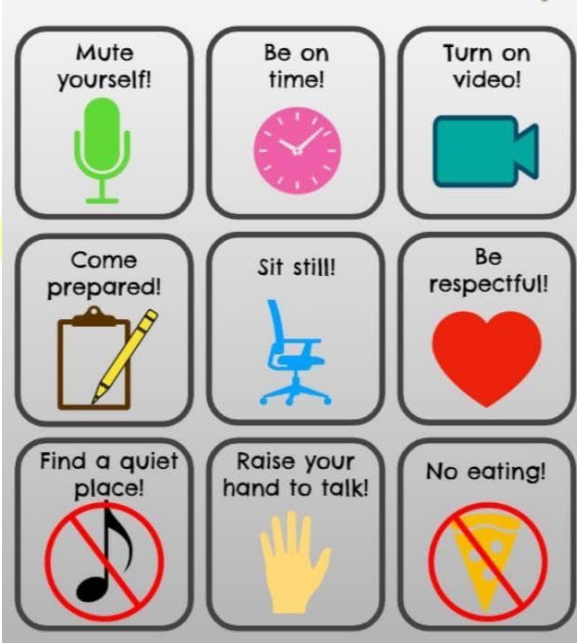 Mute
yourself!
Be on
time!
Turn on
video!
Come
prepared!
Sit still!
Be
respectful!
Find a quiet
place!
Raise your
hand to talk!
No eating!